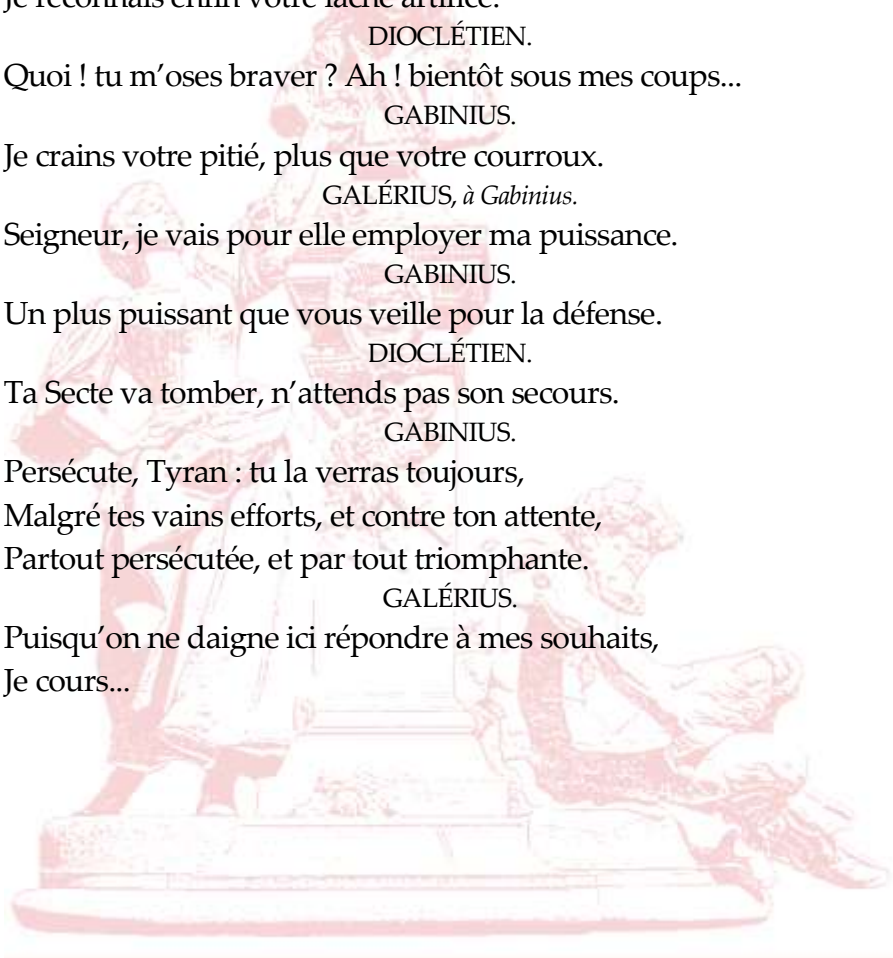 Je reconnais enfin votre lâche artifice.
DIOCLÉTIEN.
Quoi ! tu m’oses braver ? Ah ! bientôt sous mes coups...
GABINIUS.
Je crains votre pitié, plus que votre courroux.
GALÉRIUS, à Gabinius.
Seigneur, je vais pour elle employer ma puissance.
GABINIUS.
Un plus puissant que vous veille pour la défense.
DIOCLÉTIEN.
Ta Secte va tomber, n’attends pas son secours.
GABINIUS.
Persécute, Tyran : tu la verras toujours,
Malgré tes vains efforts, et contre ton attente,
Partout persécutée, et par tout triomphante.
GALÉRIUS.
Puisqu’on ne daigne ici répondre à mes souhaits,
Je cours...